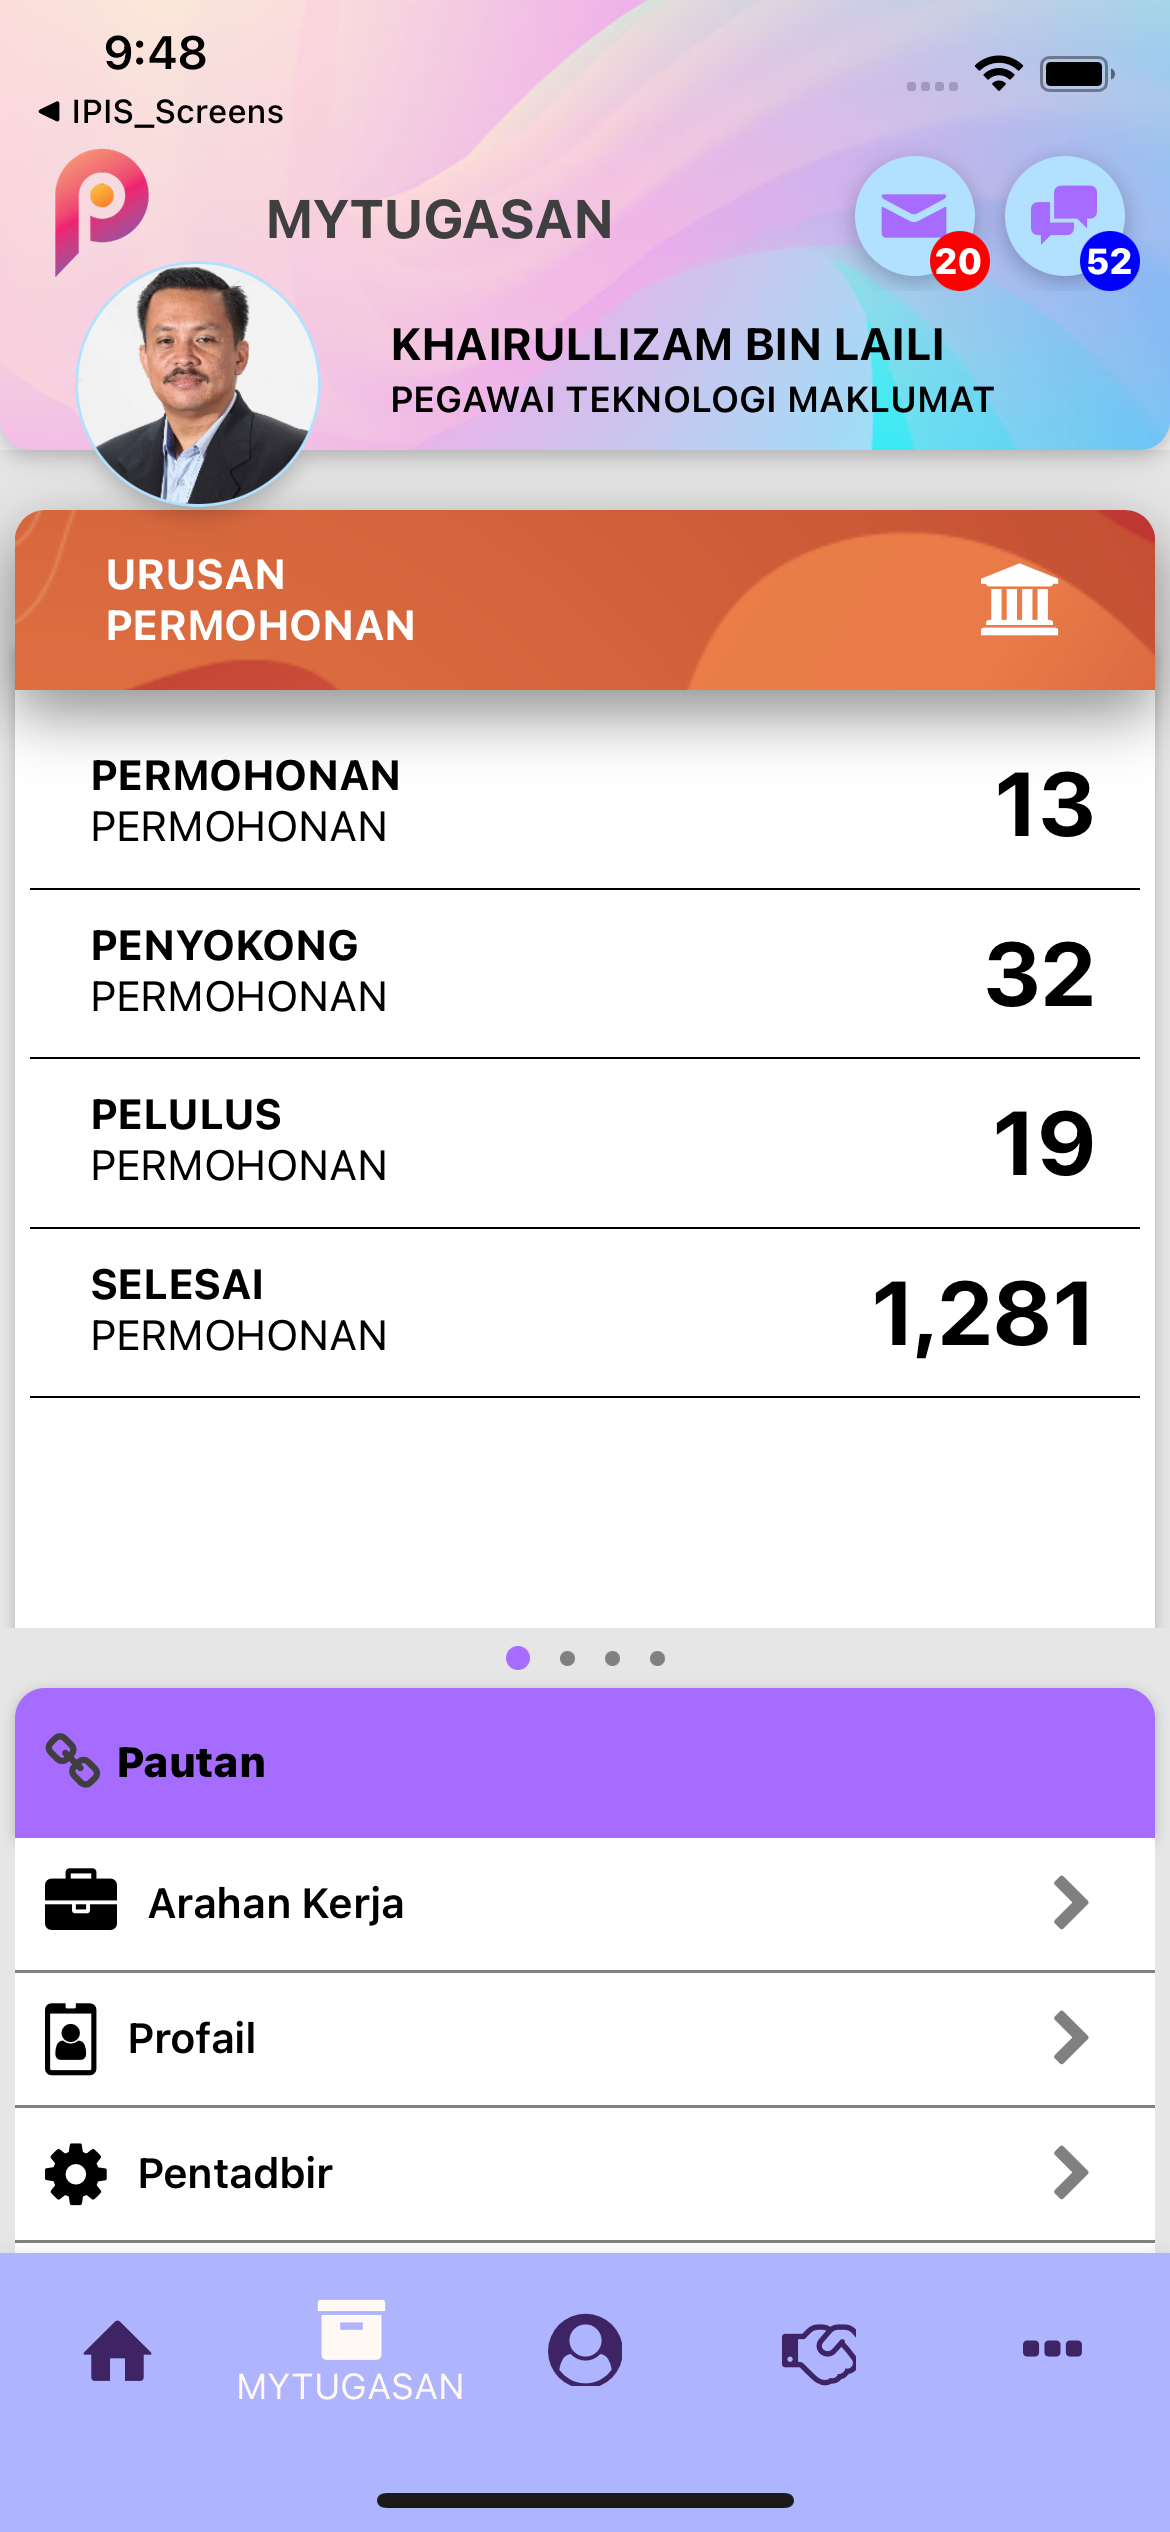 9:48
◀ IPIS_Screens
MYTUGASAN
20
52
KHAIRULLIZAM BIN LAILI
PEGAWAI TEKNOLOGI MAKLUMAT
URUSAN
PERMOHONAN
PERMOHONAN
PERMOHONAN
13
PENYOKONG
PERMOHONAN
32
PELULUS
PERMOHONAN
19
SELESAI
PERMOHONAN
1,281
Pautan
Arahan Kerja
Profail
Pentadbir
MYTUGASAN